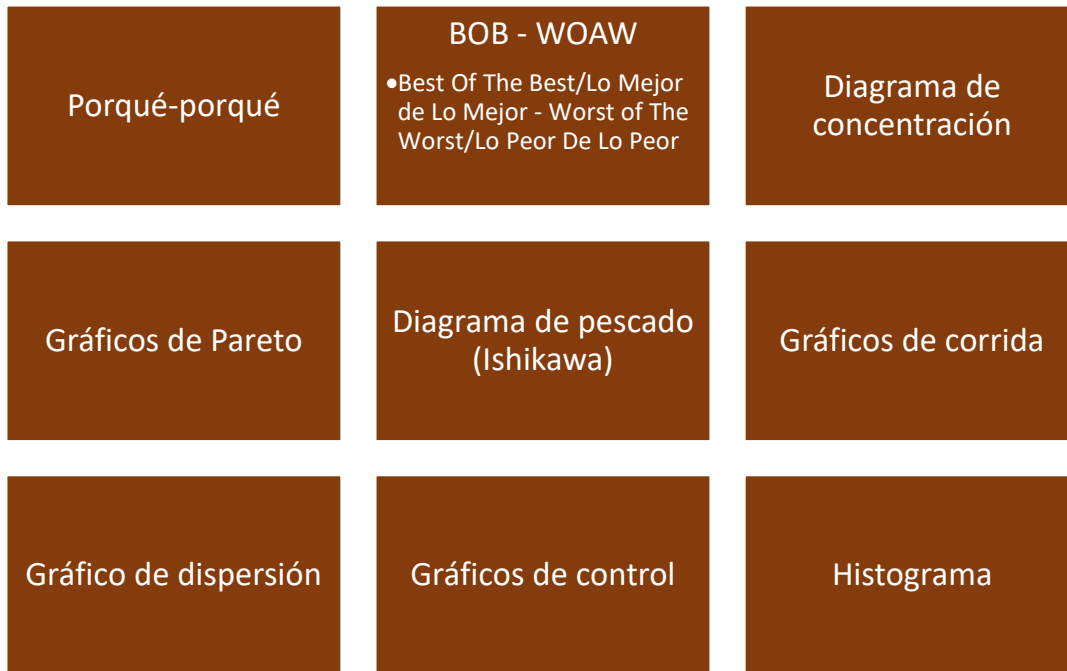 Porqué-porqué
BOB - WOAW
•Best Of The Best/Lo Mejor
de Lo Mejor - Worst of The
Worst/Lo Peor De Lo Peor
Diagrama de
concentración
Gráficos de Pareto
Diagrama de pescado
(Ishikawa)
Gráficos de corrida
Gráfico de dispersión
Gráficos de control
Histograma